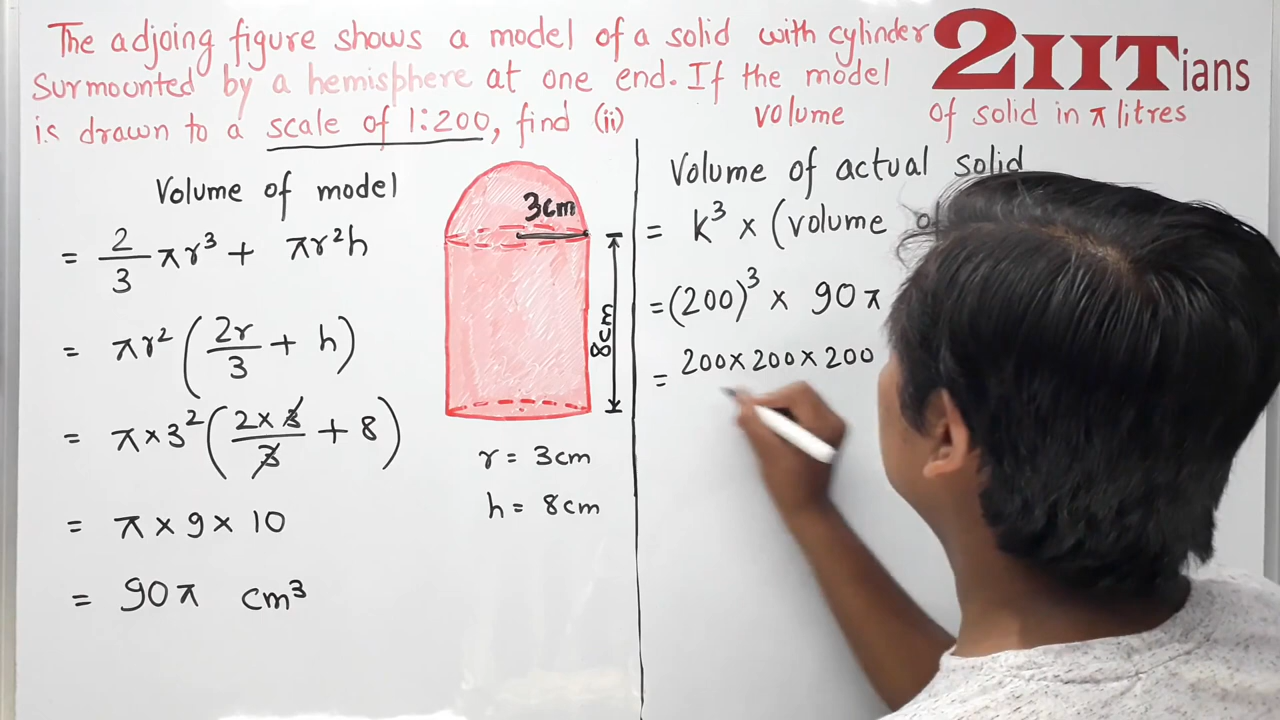 The adjoing figure shows a model of a solid with cylinder
surmounted by a hemisphere at one end. If the model
is drawn to a scale of 1:200, find (ii) volume of solid in π litres
2IITians
Volume of model
= 2/3 πr³ + πr²h
= πr² (2r/3 + h)
= π×3² (2×3/3 + 8)
= π × 9 × 10
= 90π cm³
3cm
8cm
r = 3cm
h = 8cm
Volume of actual solid
= k³ × (volume
= (200)³ × 90π
= 200×200×200